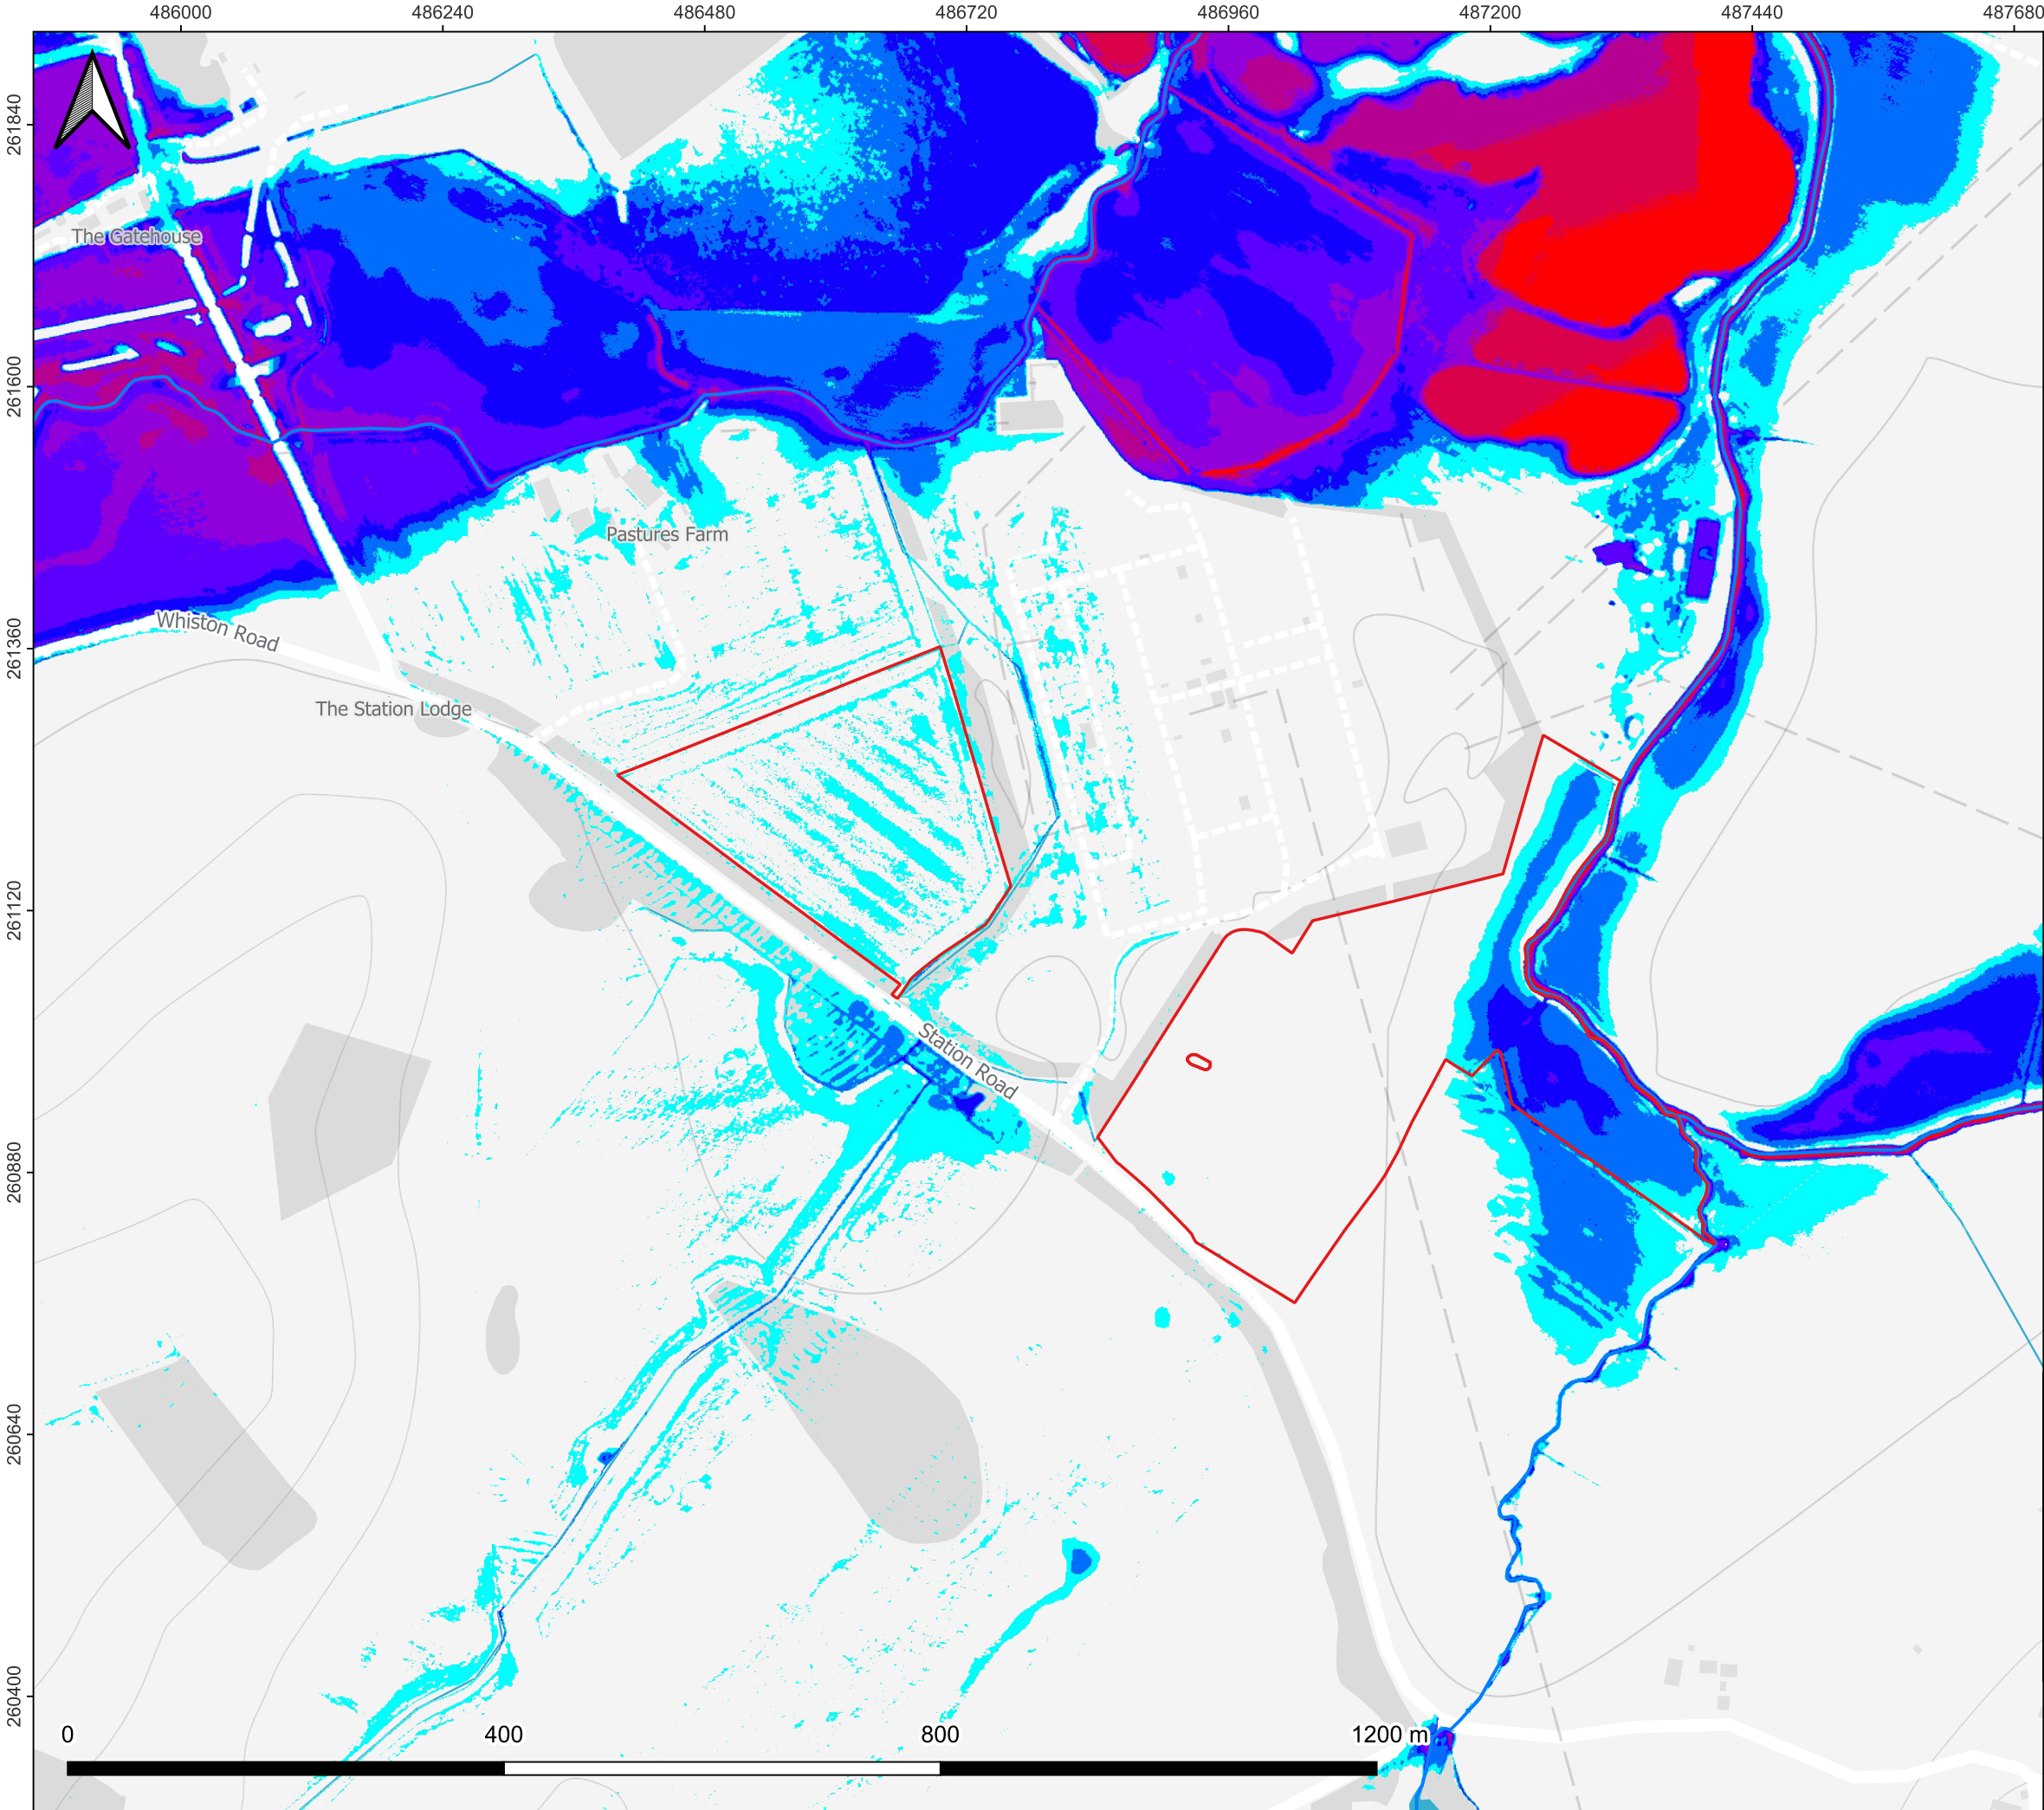 486000 486240 486480 486720 486960 487200 487440 487680
261840
The Gatehouse
261600
Pastures Farm
Whiston Road
261360
The Station Lodge
261120
Station Road
260880
260640
260400
0 400 800 1200 m